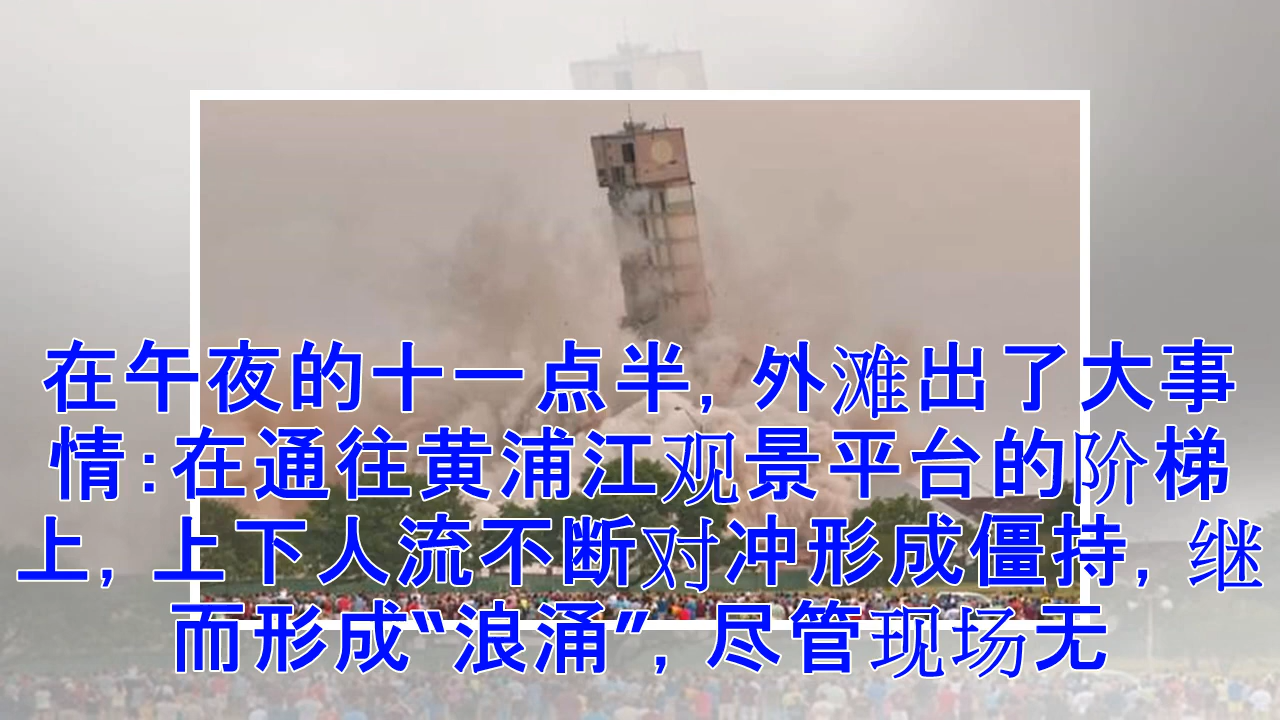 在午夜的十一点半,外滩出了大事
情:在通往黄浦江观景平台的阶梯
上,上下人流不断对冲形成僵持,继
而形成“浪涌”,尽管现场无